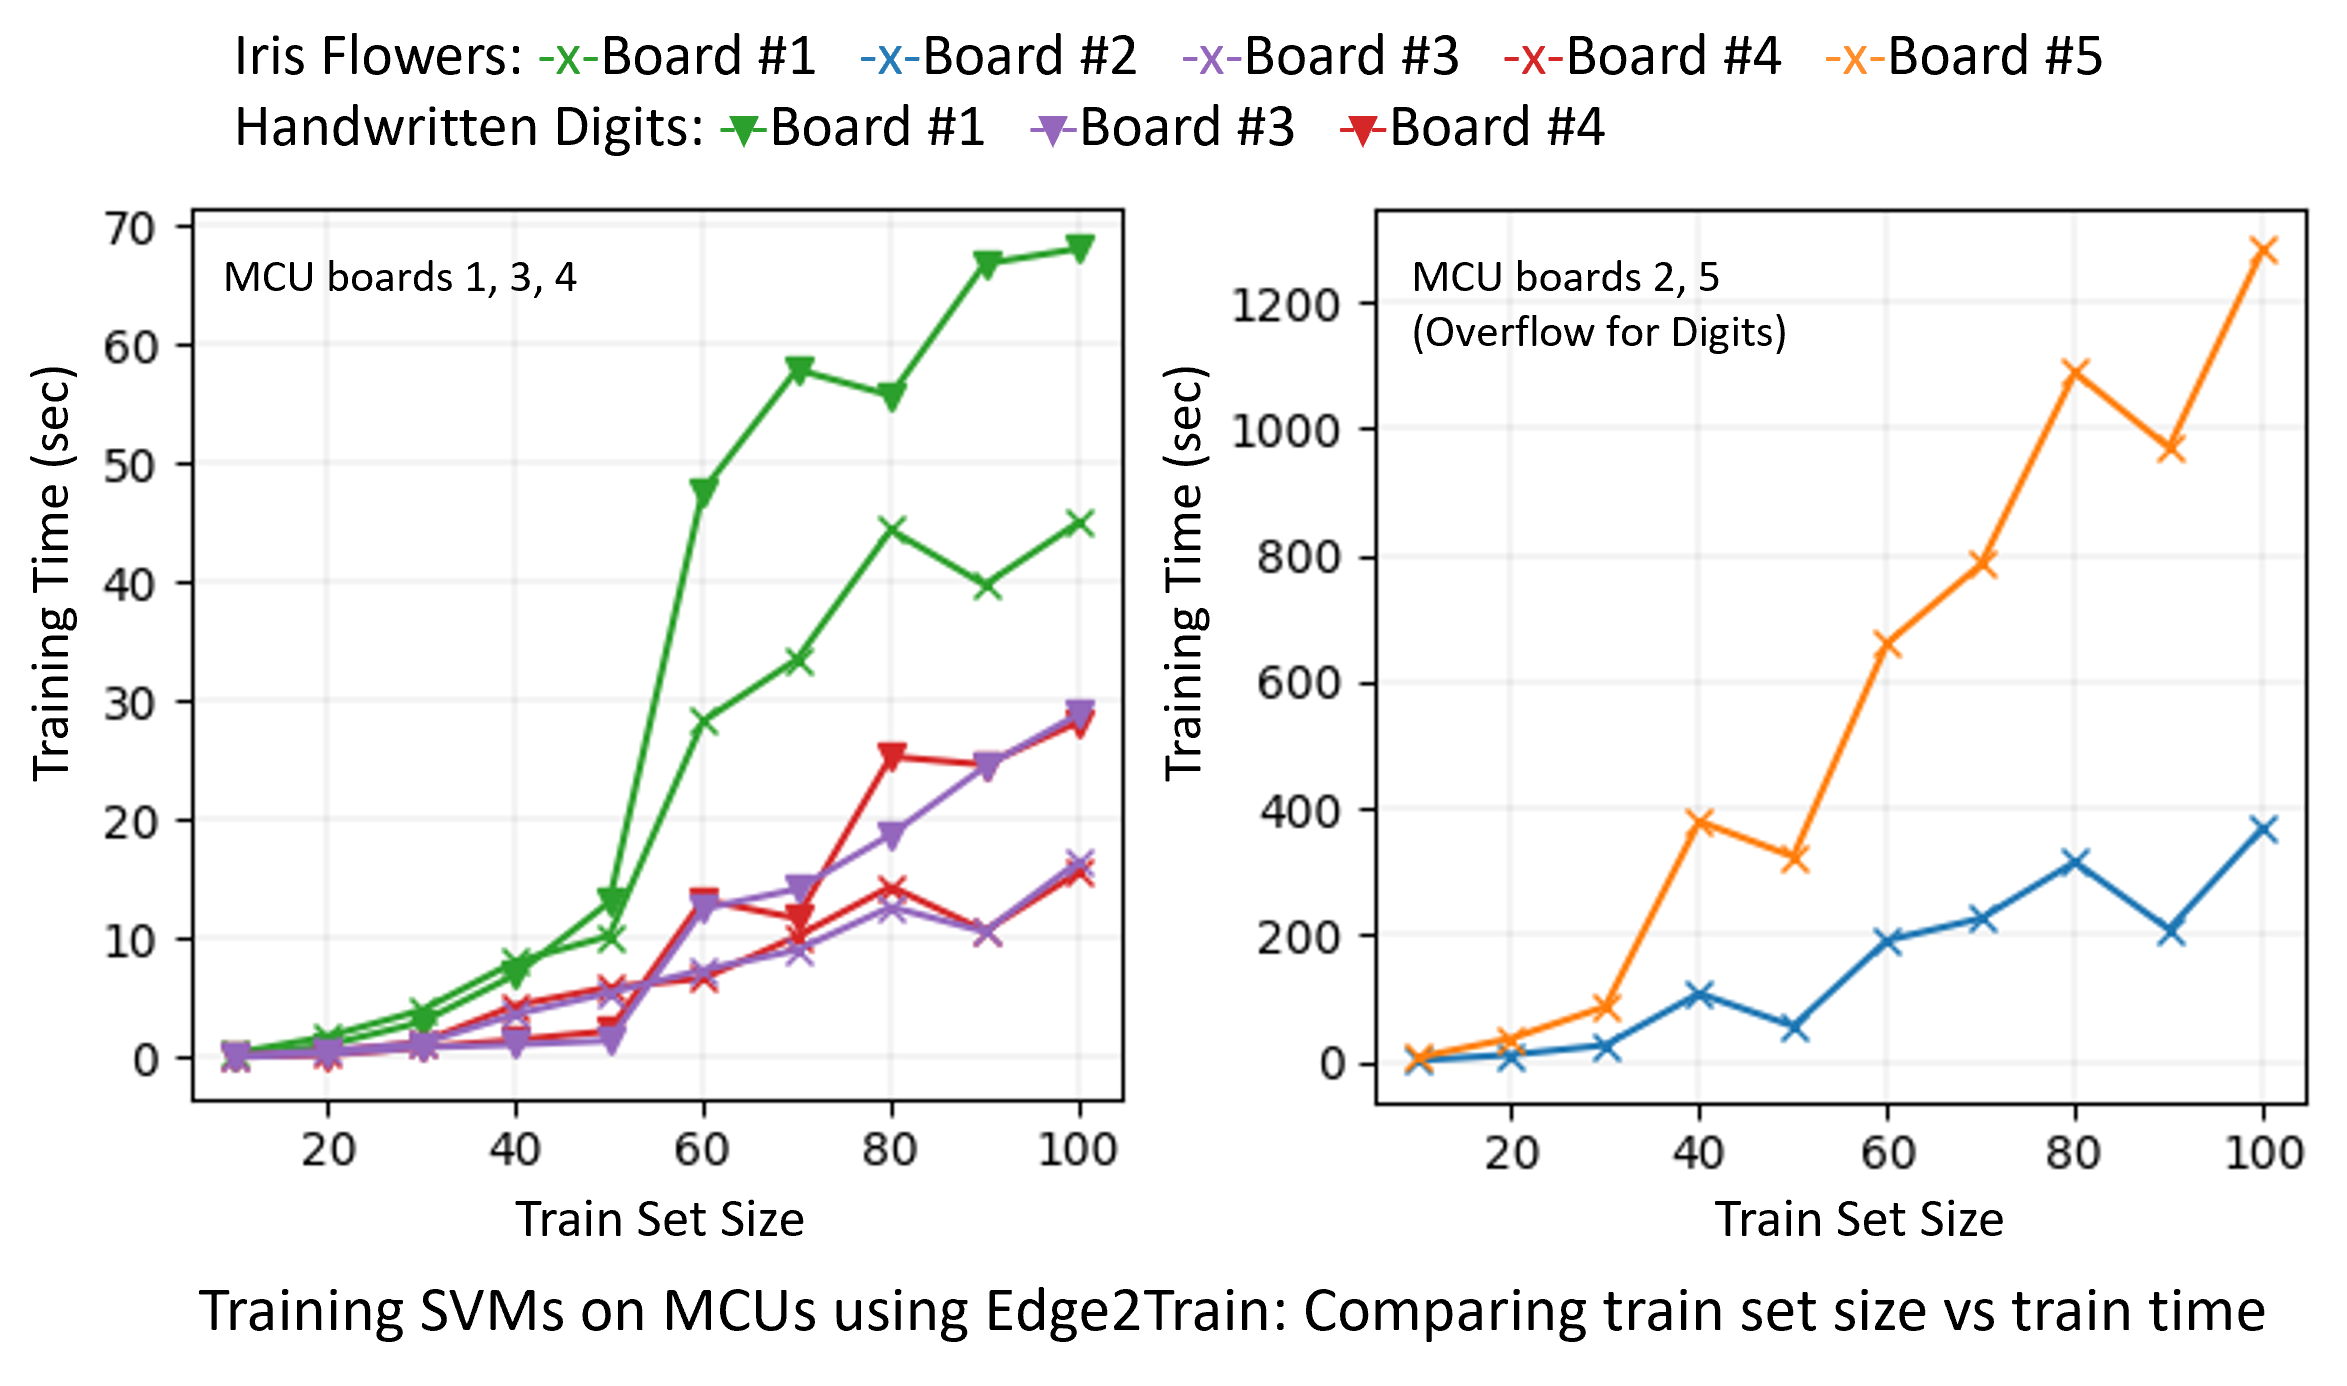 Iris Flowers: -x-Board #1 -x-Board #2 -x-Board #3 -x-Board #4 -x-Board #5
Handwritten Digits: Board #1 Board #3 Board #4
MCU boards 1, 3, 4
Training Time (sec)
70
60
50
40
30
20
10
0
20 40 60 80 100
Train Set Size
MCU boards 2, 5
(Overflow for Digits)
Training Time (sec)
1200
1000
800
600
400
200
0
20 40 60 80 100
Train Set Size
Training SVMs on MCUs using Edge2Train: Comparing train set size vs train time